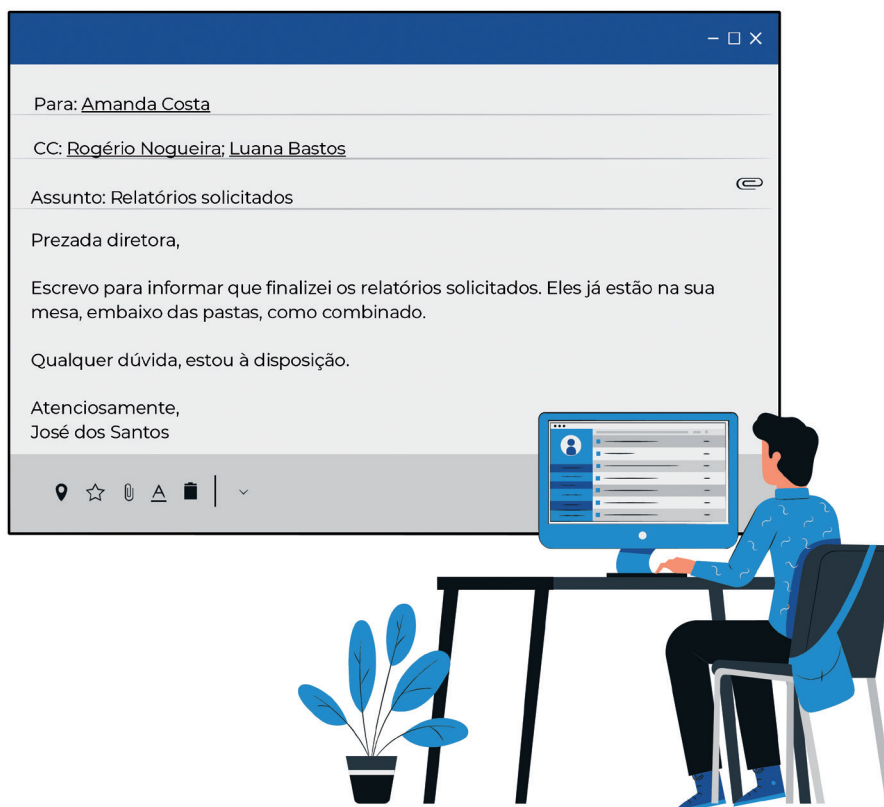 Para: Amanda Costa
CC: Rogério Nogueira; Luana Bastos
Assunto: Relatórios solicitados
Prezada diretora,
Escrevo para informar que finalizei os relatórios solicitados. Eles já estão na sua
mesa, embaixo das pastas, como combinado.
Qualquer dúvida, estou à disposição.
Atenciosamente,
José dos Santos
A